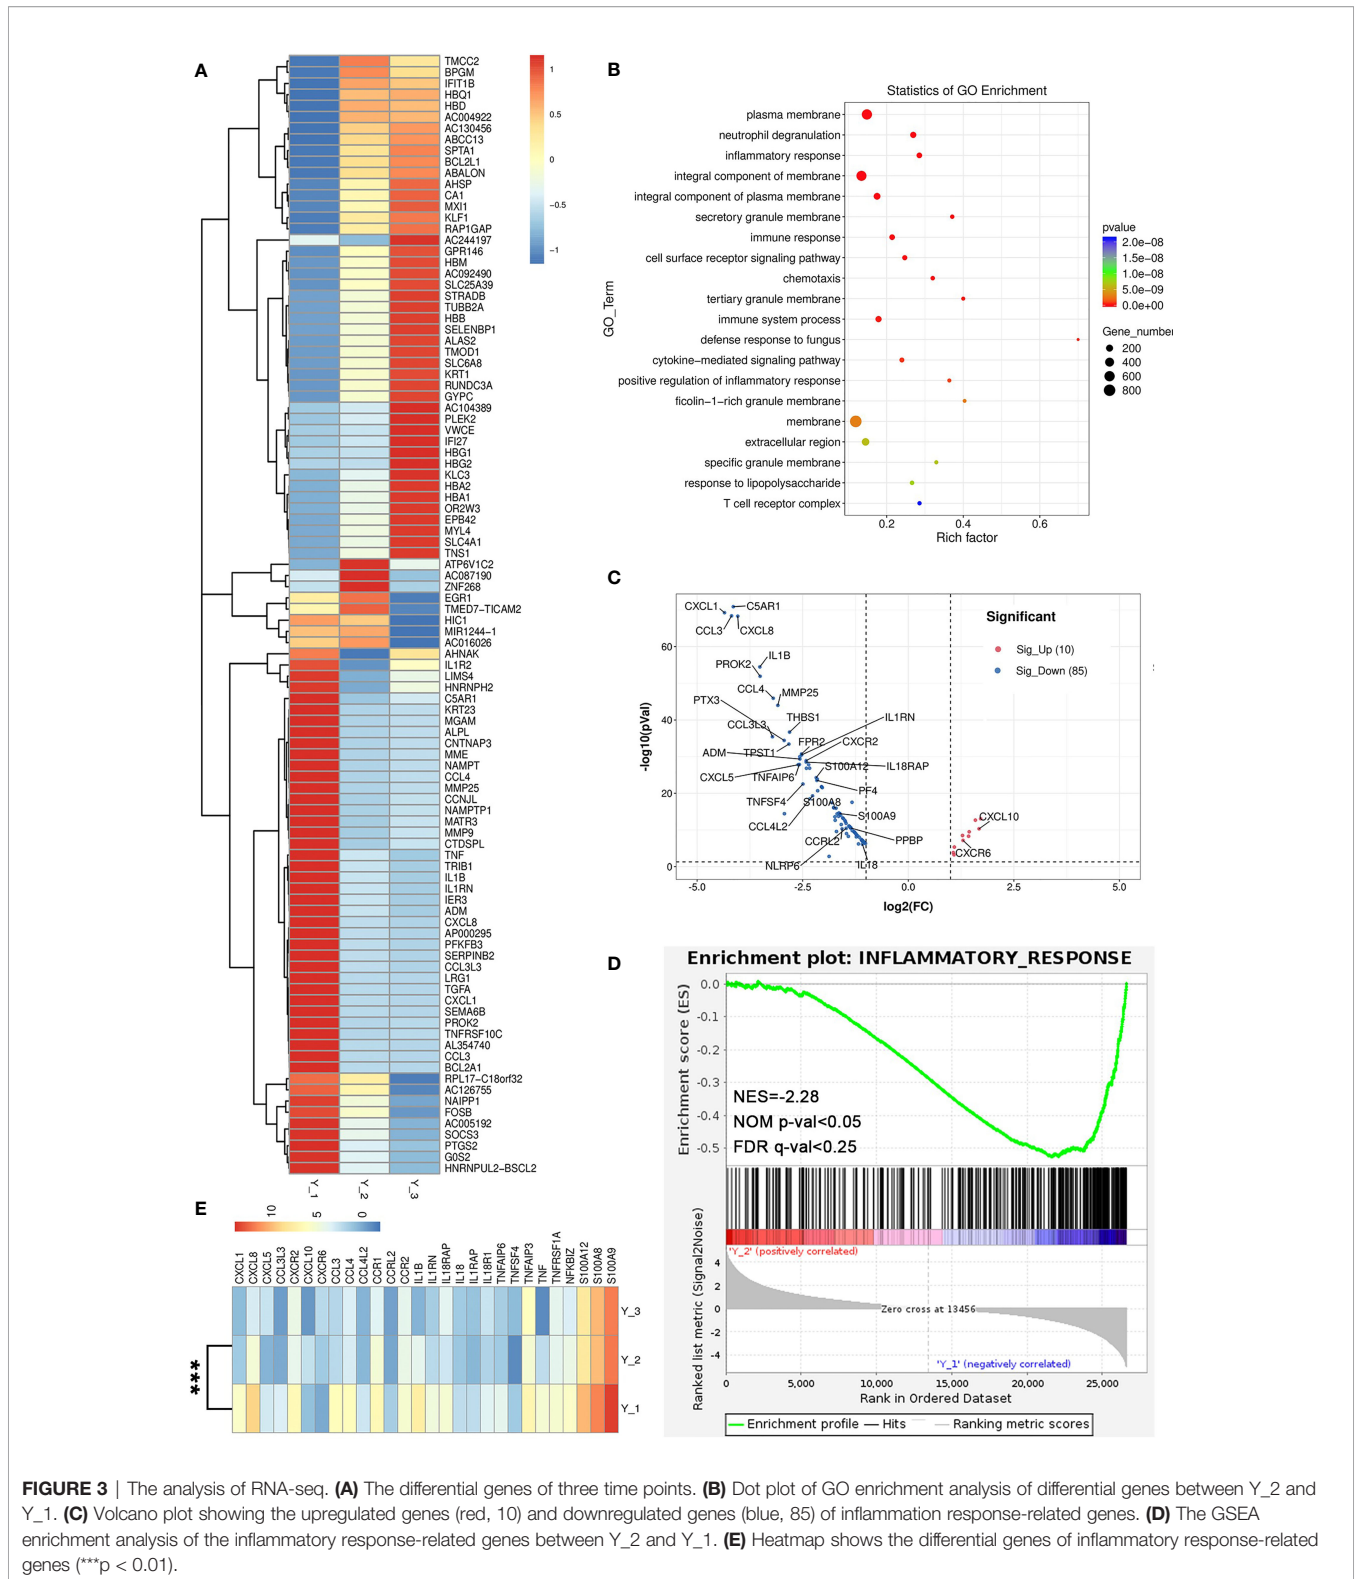 A
TMCC2
BPGM
IFIT1B
HBQ1
HBD
AC004922
AC130456
ABCC13
SPTA1
BCL2L1
ABALON
AHSP
CA1
MXI1
KLF1
RAP1GAP
AC244197
GPR146
HBM
AC092490
SLC25A39
STRADB
TUBB2A
HBB
SELENBP1
ALAS2
TMOD1
SLC6A8
KRT1
RUNDC3A
GYPC
AC104389
PLEK2
VWCE
IFI27
HBG1
HBG2
KLC3
HBA2
HBA1
OR2W3
EPB42
MYL4
SLC4A1
TNS1
ATP6V1C2
AC087190
ZNF268
EGR1
TMED7-TICAM2
HIC1
MIR1244-1
AC016026
AHNAK
IL1R2
LIMS4
HNRNPH2
C5AR1
KRT23
MGAM
ALPL
CNTNAP3
MME
NAMPT
CCL4
MMP25
CCNJL
NAMPTP1
MATR3
MMP9
CTDSPL
TNF
TRIB1
IL1B
IL1RN
IER3
ADM
CXCL8
AP000295
PFKFB3
SERPINB2
CCL3L3
LRG1
TGFA
CXCL1
SEMA6B
PROK2
TNFRSF10C
AL354740
CCL3
BCL2A1
RPL17-C18orf32
AC126755
NAIPP1
FOSB
AC005192
SOCS3
PTGS2
G0S2
HNRNPUL2-BSCL2
Y_1
Y_2
Y_3
1
0.5
0
−0.5
−1
B
Statistics of GO Enrichment
GO_Term
plasma membrane
neutrophil degranulation
inflammatory response
integral component of membrane
integral component of plasma membrane
secretory granule membrane
immune response
cell surface receptor signaling pathway
chemotaxis
tertiary granule membrane
immune system process
defense response to fungus
cytokine−mediated signaling pathway
positive regulation of inflammatory response
ficolin−1−rich granule membrane
membrane
extracellular region
specific granule membrane
response to lipopolysaccharide
T cell receptor complex
0.2
0.4
0.6
Rich factor
pvalue
2.0e−08
1.5e−08
1.0e−08
5.0e−09
0.0e+00
Gene_number
200
400
600
800
C
-log10(pVal)
60
40
20
0
-5.0
-2.5
0.0
2.5
5.0
log2(FC)
Significant
Sig_Up (10)
Sig_Down (85)
CXCL1
C5AR1
CCL3
CXCL8
IL1B
PROK2
CCL4
MMP25
PTX3
THBS1
IL1RN
CCL3L3
FPR2
CXCR2
ADM
TPST1
S100A12
IL18RAP
CXCL5
TNFAIP6
PF4
TNFSF4
S100A8
S100A9
CCL4L2
CCRL2
PPBP
NLRP6
IL18
CXCL10
CXCR6
D
Enrichment plot: INFLAMMATORY_RESPONSE
Enrichment score (ES)
0.0
-0.1
-0.2
-0.3
-0.4
-0.5
NES=-2.28
NOM p-val<0.05
FDR q-val<0.25
Ranked list metric (Signal2Noise)
'Y_2' (positively correlated)
4
2
0
-2
-4
Zero cross at 13456
'Y_1' (negatively correlated)
0
5,000
10,000
15,000
20,000
25,000
Rank in Ordered Dataset
Enrichment profile
Hits
Ranking metric scores
E
10
5
0
CXCL1
CXCL8
CXCL5
CCL3L3
CXCR2
CXCL10
CXCR6
CCL3
CCL4
CCL4L2
CCR1
CCRL2
CCR2
IL1B
IL1RN
IL18RAP
IL18
IL1RAP
IL18R1
TNFAIP6
TNFSF4
TNFAIP3
TNF
TNFRSF1A
NFKBIZ
S100A12
S100A8
S100A9
Y_3
Y_2
Y_1
***
FIGURE 3 | The analysis of RNA-seq. (A) The differential genes of three time points. (B) Dot plot of GO enrichment analysis of differential genes between Y_2 and
Y_1. (C) Volcano plot showing the upregulated genes (red, 10) and downregulated genes (blue, 85) of inflammation response-related genes. (D) The GSEA
enrichment analysis of the inflammatory response-related genes between Y_2 and Y_1. (E) Heatmap shows the differential genes of inflammatory response-related
genes (***p < 0.01).